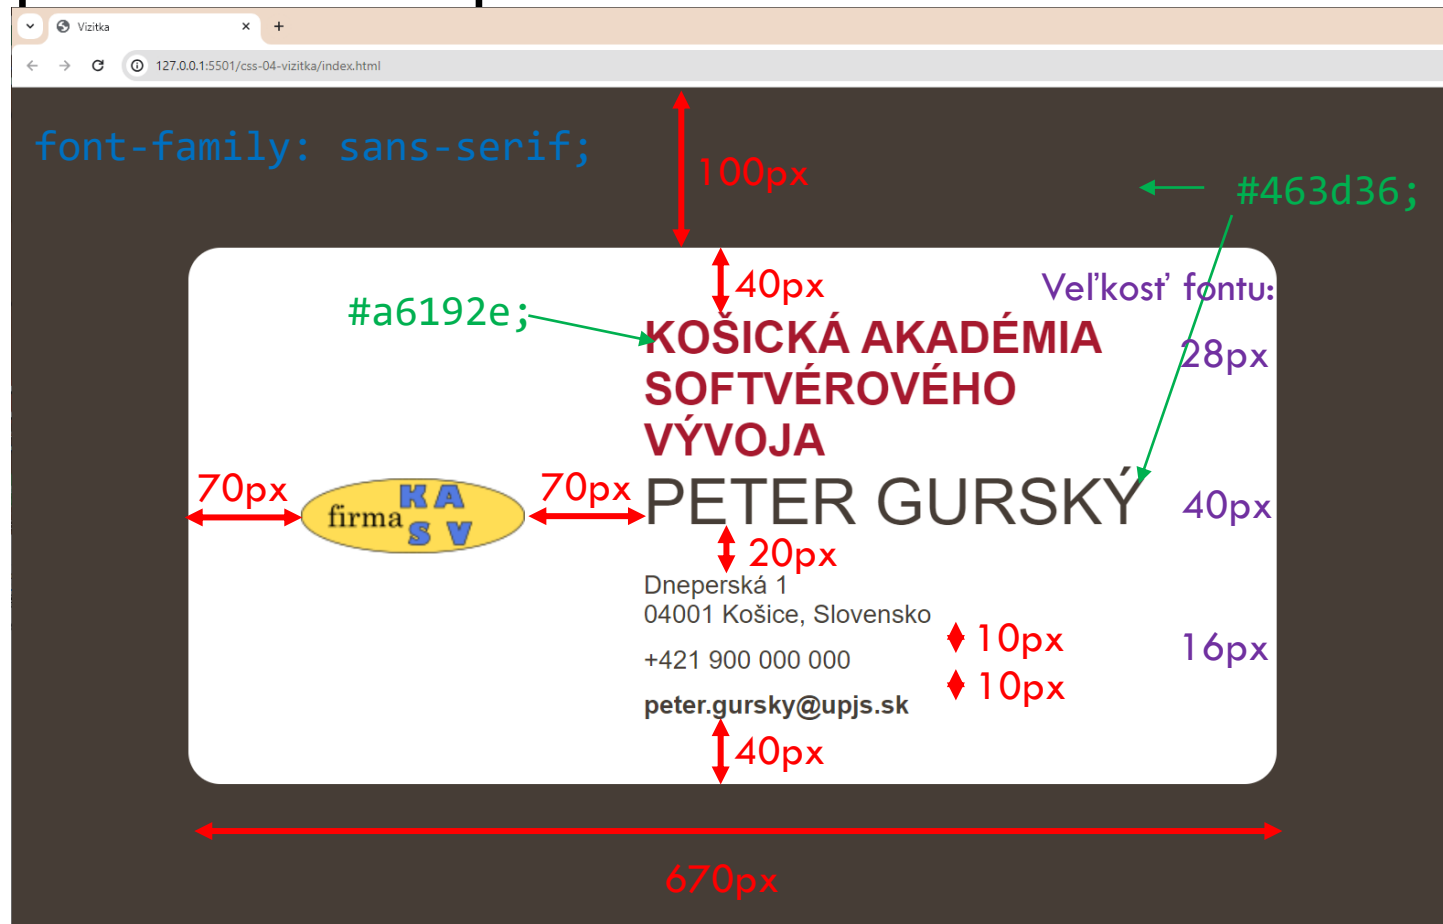 Vizitka
127.0.0.1:5501/css-04-vizitka/index.html
font-family: sans-serif;
100px
#463d36;
40px
Veľkosť fontu:
#a6192e;
KOŠICKÁ AKADÉMIA
SOFTVÉROVÉHO
VÝVOJA
28px
70px
firma
KA
SV
70px
PETER GURSKÝ
40px
20px
Dneperská 1
04001 Košice, Slovensko
10px
+421 900 000 000
16px
10px
peter.gursky@upjs.sk
40px
670px